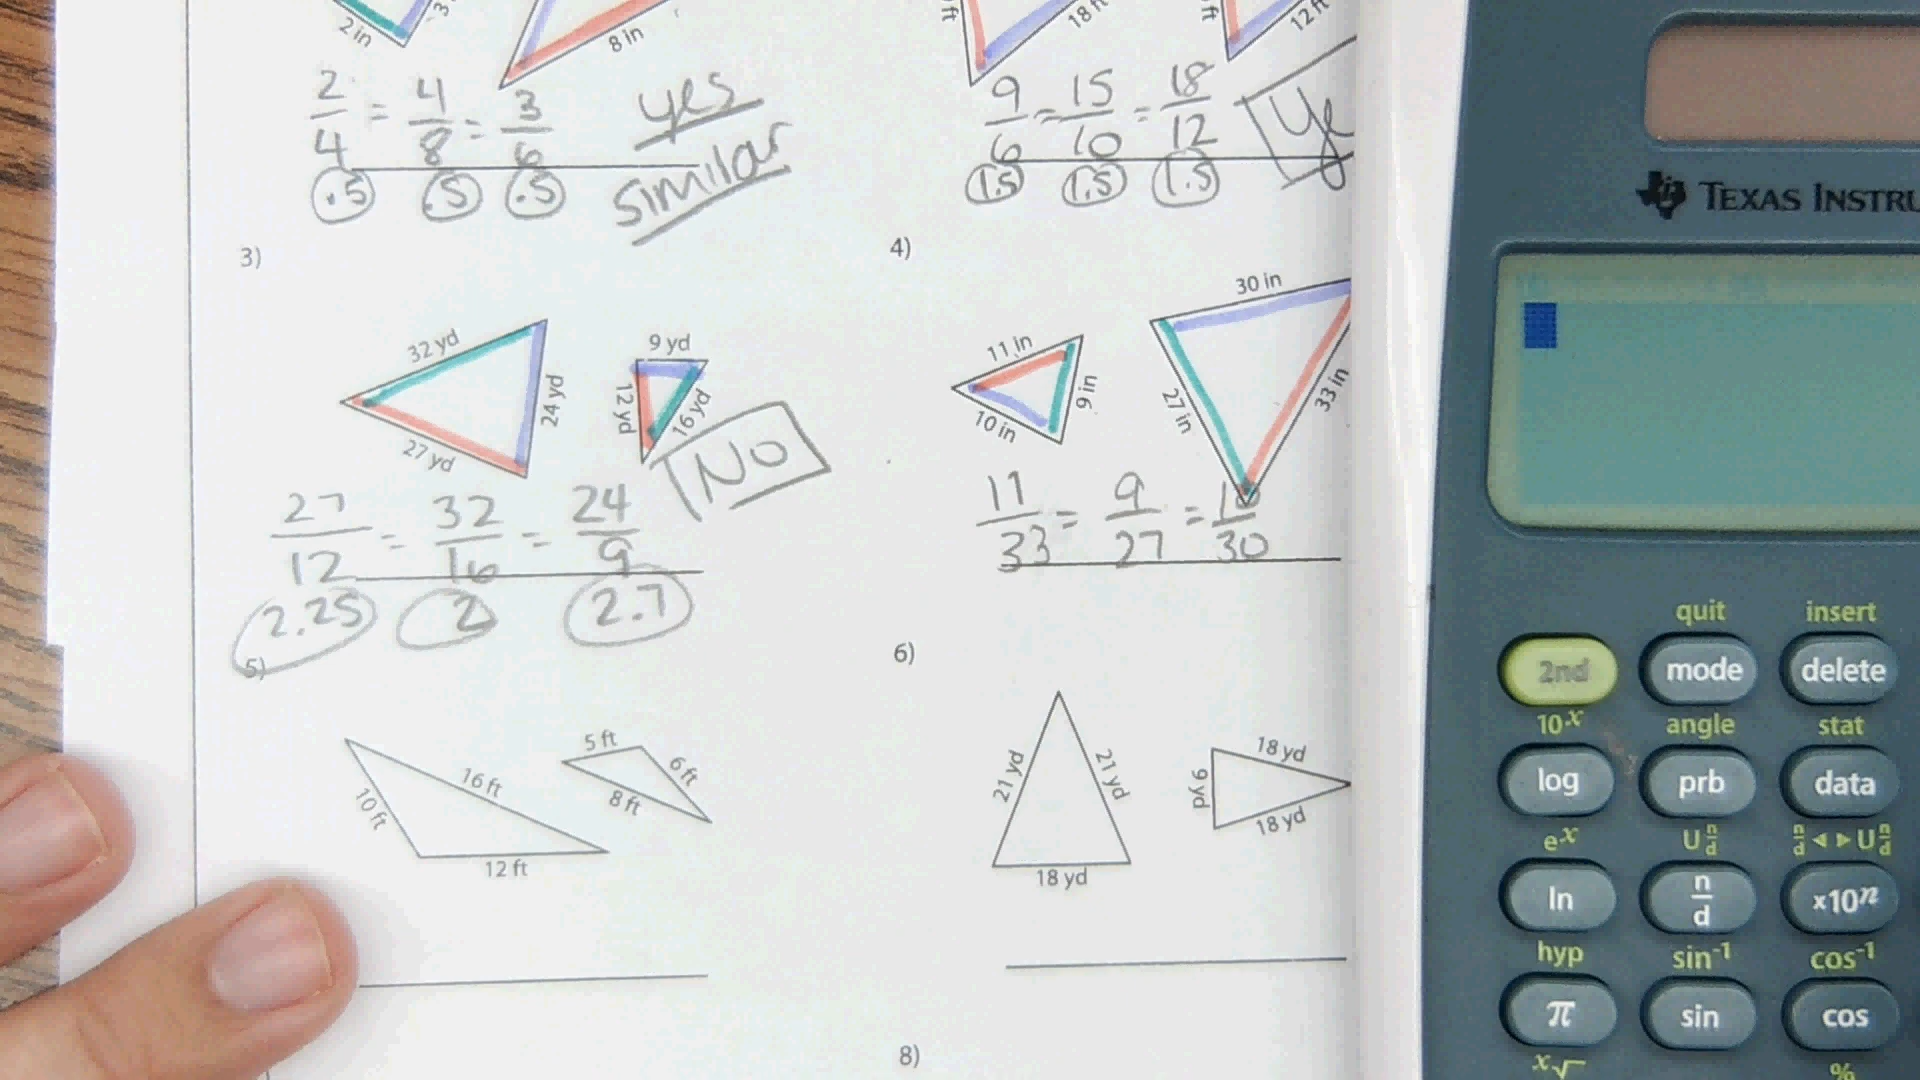 2 in
3
8 in
2/4 = 4/8 = 3/6
yes
.5 .5 .5
similar
ft
18 ft
ft
12 ft
9/6 = 15/10 = 18/12
1.5 1.5 1.5
3)
32 yd
24 yd
27 yd
9 yd
12 yd
16 yd
NO
27/12 = 32/16 = 24/9
2.25 2 2.7
4)
11 in
9 in
10 in
30 in
27 in
33 in
11/33 = 9/27 = 10/30
5)
10 ft
16 ft
12 ft
5 ft
6 ft
8 ft
6)
21 yd
21 yd
18 yd
18 yd
9 yd
18 yd
8)
TEXAS INSTRU
quit insert
2nd mode delete
10ˣ angle stat
log prb data
eˣ U n/d n/d ◄► U n/d
ln n/d ×10ⁿ
hyp sin⁻¹ cos⁻¹
π sin cos
ˣ√ %